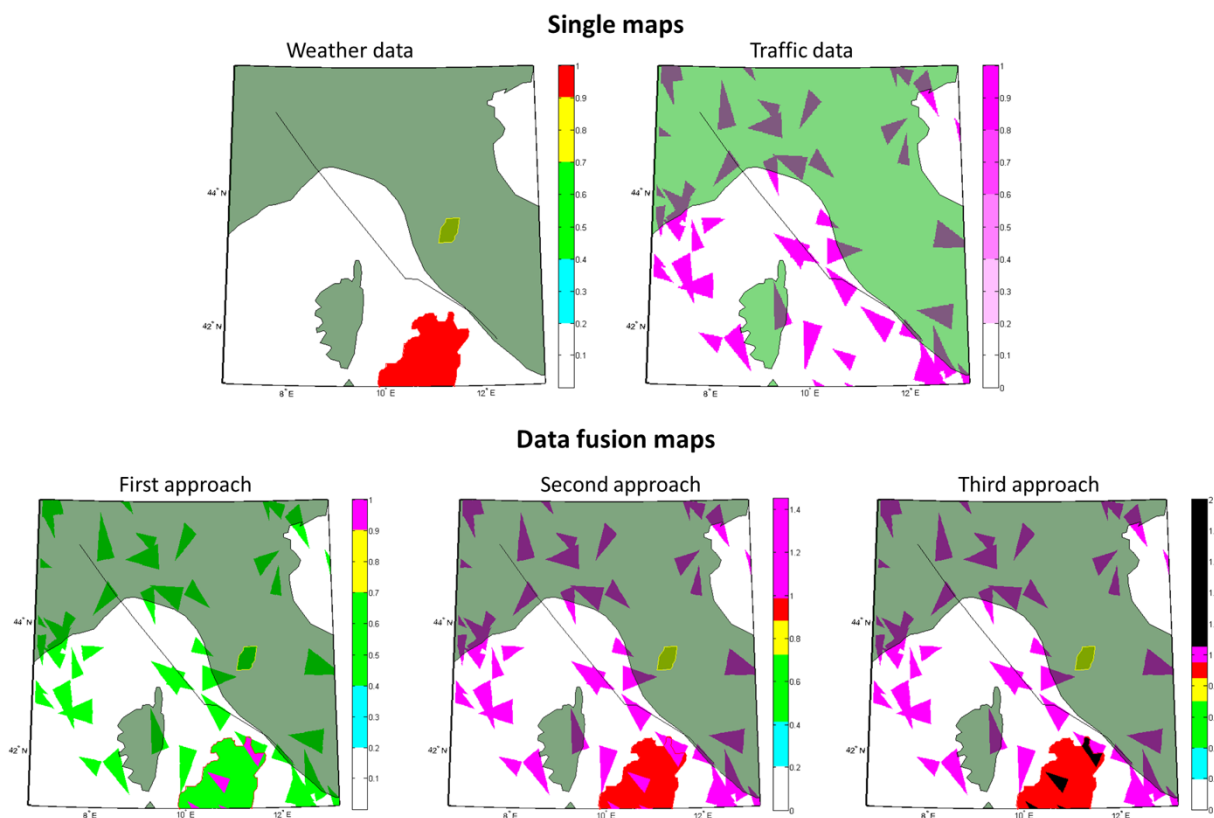 Single maps
Weather data
Traffic data
1
0.9
0.8
0.7
0.6
0.5
0.4
0.3
0.2
0.1
0
44° N
42° N
8° E
10° E
12° E
1
0.9
0.8
0.7
0.6
0.5
0.4
0.3
0.2
0.1
0
44° N
42° N
8° E
10° E
12° E
Data fusion maps
First approach
Second approach
Third approach
1
0.9
0.8
0.7
0.6
0.5
0.4
0.3
0.2
0.1
44° N
42° N
8° E
10° E
12° E
1.4
1.2
1
0.8
0.6
0.4
0.2
0
44° N
42° N
8° E
10° E
12° E
2
0
44° N
42° N
8° E
10° E
12° E